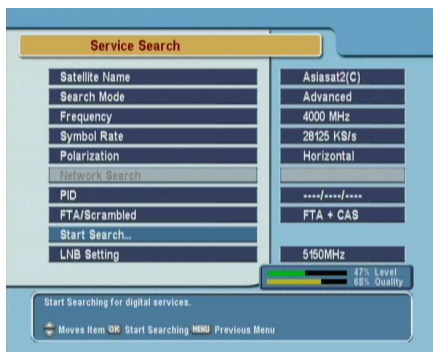 Service Search
Satellite Name Asiasat2(C)
Search Mode Advanced
Frequency 4000 MHz
Symbol Rate 28125 KS/s
Polarization Horizontal
Network Search
PID ----/----/----
FTA/Scrambled FTA + CAS
Start Search...
LNB Setting 5150MHz
47% Level
68% Quality
Start Searching for digital services.
Moves Item OK Start Searching MENU Previous Menu